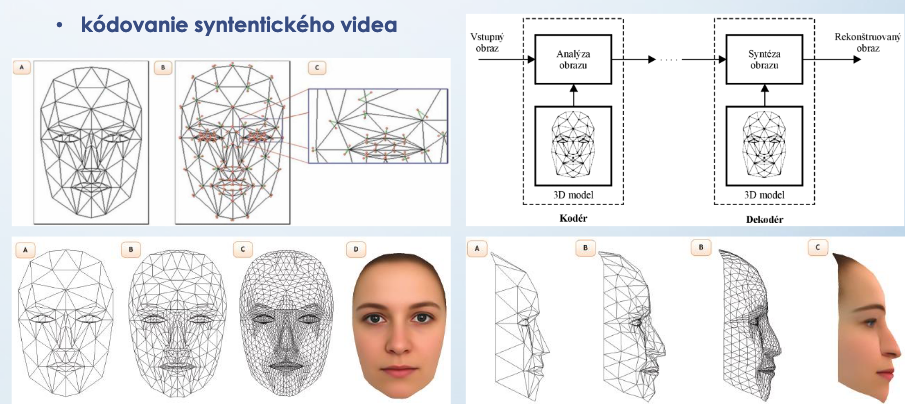 • kódovanie syntentického videa
A
B
C
Vstupný
obraz
Analýza
obrazu
.....
Syntéza
obrazu
Rekonštruovaný
obraz
3D model
3D model
Kodér
Dekodér
A
B
C
D
A
B
B
C